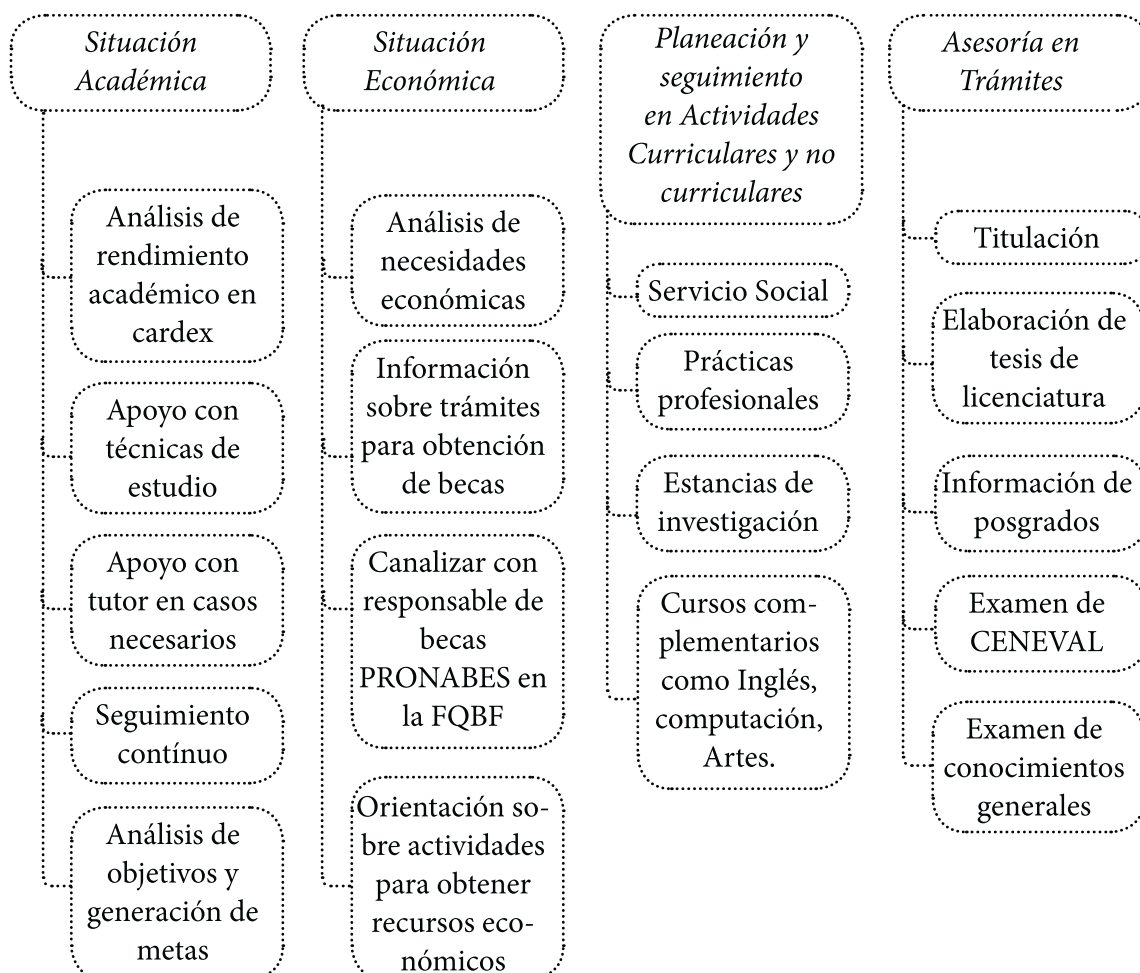 Situación
Académica
Análisis de
rendimiento
académico en
cardex
Apoyo con
técnicas de
estudio
Apoyo con
tutor en casos
necesarios
Seguimiento
contínuo
Análisis de
objetivos y
generación de
metas
Situación
Económica
Análisis de
necesidades
económicas
Información
sobre trámites
para obtención
de becas
Canalizar con
responsable de
becas
PRONABES en
la FQBF
Orientación so-
bre actividades
para obtener
recursos eco-
nómicos
Planeación y
seguimiento
en Actividades
Curriculares y no
curriculares
Servicio Social
Prácticas
profesionales
Estancias de
investigación
Cursos com-
plementarios
como Inglés,
computación,
Artes.
Asesoría en
Trámites
Titulación
Elaboración de
tesis de
licenciatura
Información de
posgrados
Examen de
CENEVAL
Examen de
conocimientos
generales